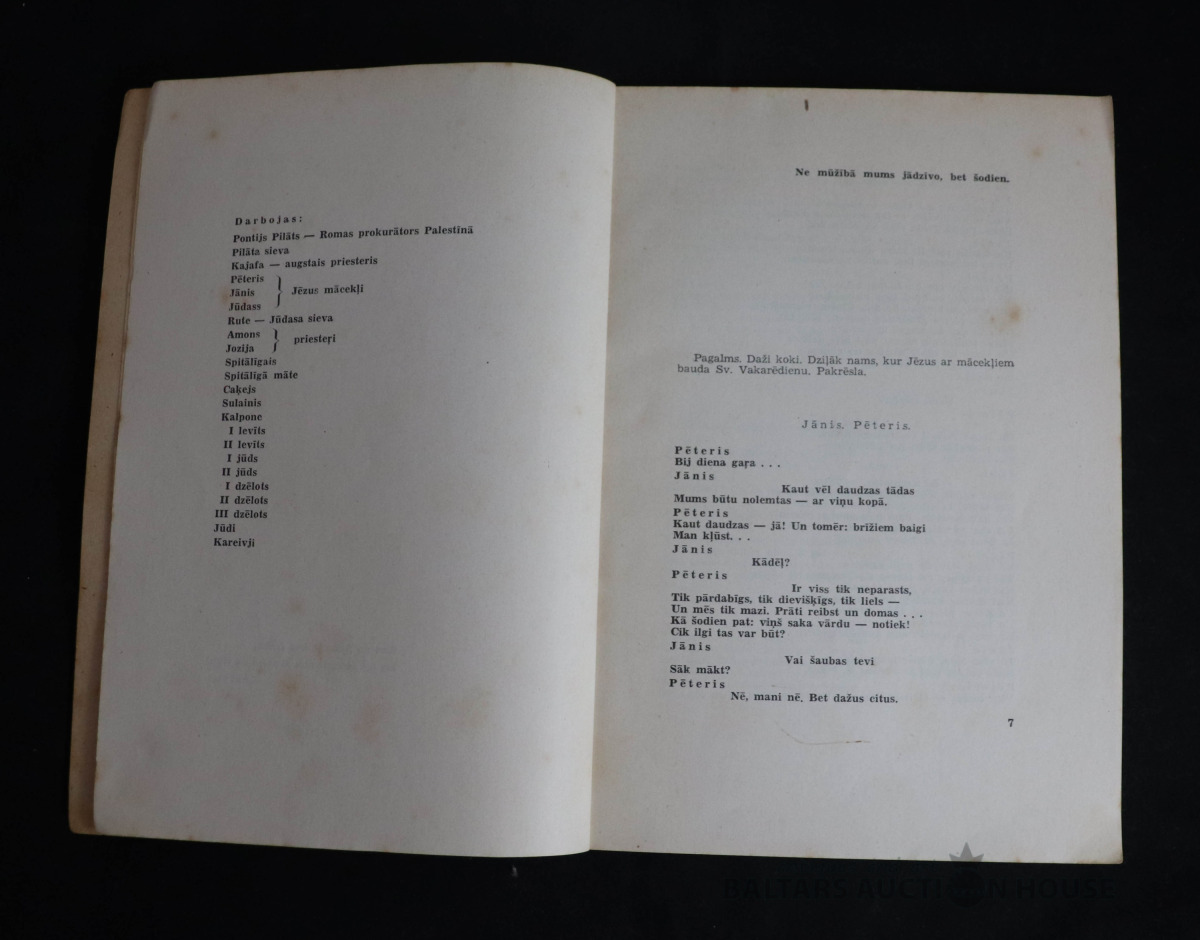 Darbojas:
Pontijs Pilāts — Romas prokurātors Palestīnā
Pilāta sieva
Kajafa — augstais priesteris
Pēteris
Jānis } Jēzus mācekļi
Jūdass
Rute — Jūdasa sieva
Amons } priesteŗi
Jozija
Spitālīgais
Spitālīgā māte
Caķejs
Sulainis
Kalpone
I levīts
II levīts
I jūds
II jūds
I dzēlots
II dzēlots
III dzēlots
Jūdi
Kareivji
Ne mūžībā mums jādzīvo, bet šodien.
Pagalms. Daži koki. Dziļāk nams, kur Jēzus ar mācekļiem
bauda Sv. Vakarēdienu. Pakrēsla.
Jānis. Pēteris.
Pēteris
Bij diena gaŗa . . .
Jānis
Kaut vēl daudzas tādas
Mums būtu nolemtas — ar viņu kopā.
Pēteris
Kaut daudzas — jā! Un tomēr: brīžiem baigi
Man kļūst. . .
Jānis
Kādēļ?
Pēteris
Ir viss tik neparasts,
Tik pārdabīgs, tik dievišķīgs, tik liels —
Un mēs tik mazi. Prāti reibst un domas . . .
Kā šodien pat: viņš saka vārdu — notiek!
Cik ilgi tas var būt?
Jānis
Vai šaubas tevi
Sāk mākt?
Pēteris
Nē, mani nē. Bet dažus citus.
7
BALTARS AUCTION HOUSE